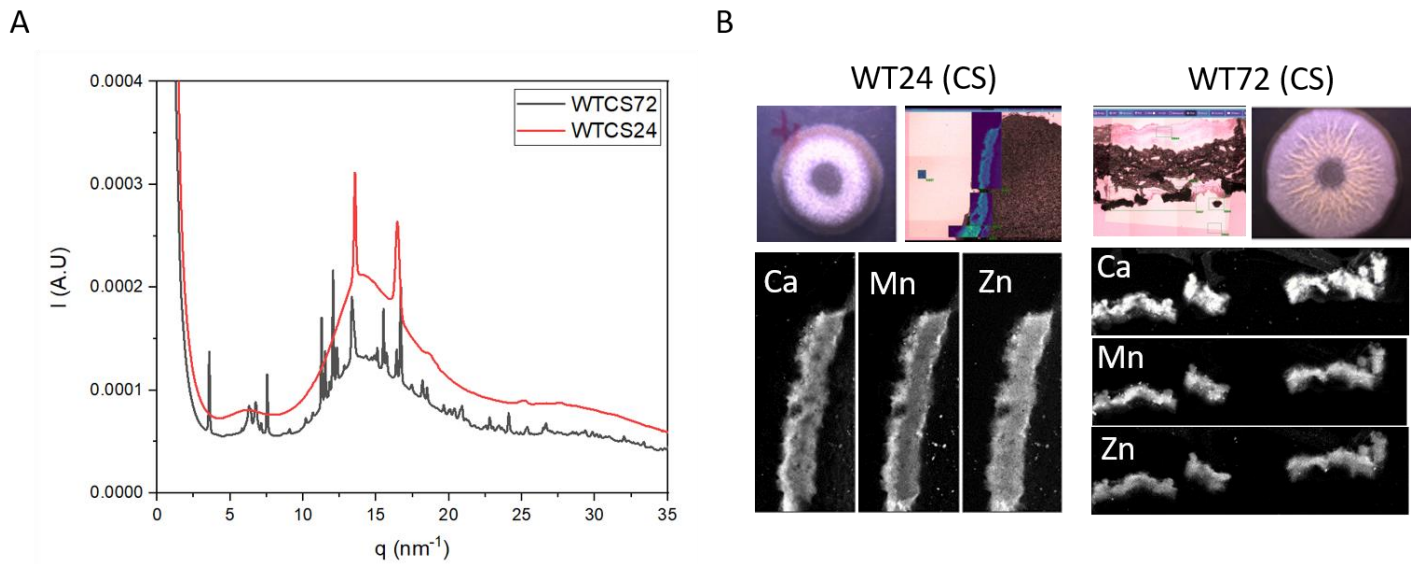 A
B
0.0004
0.0003
0.0002
0.0001
0.0000
I (A.U)
WTCS72
WTCS24
0
5
10
15
20
25
30
35
q (nm⁻¹)
WT24 (CS)
WT72 (CS)
Ca
Mn
Zn
Ca
Mn
Zn